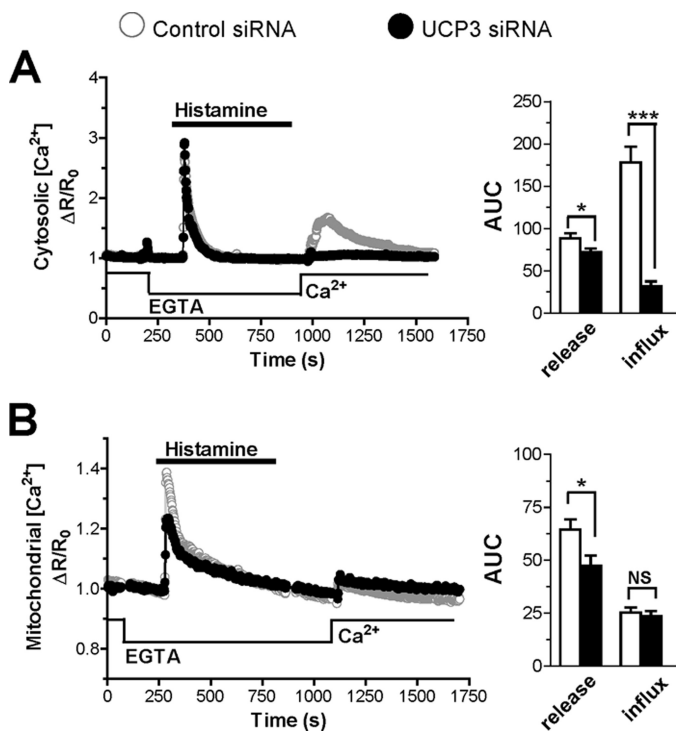 Control siRNA UCP3 siRNA
A
Cytosolic [Ca2+]
ΔR/R0
4
3
2
1
0
Histamine
EGTA
Ca2+
0 250 500 750 1000 1250 1500 1750
Time (s)
AUC
250
200
150
100
50
0
*
***
release influx
B
Mitochondrial [Ca2+]
ΔR/R0
1.4
1.2
1.0
0.8
Histamine
EGTA
Ca2+
0 250 500 750 1000 1250 1500 1750
Time (s)
AUC
75
50
25
0
*
NS
release influx